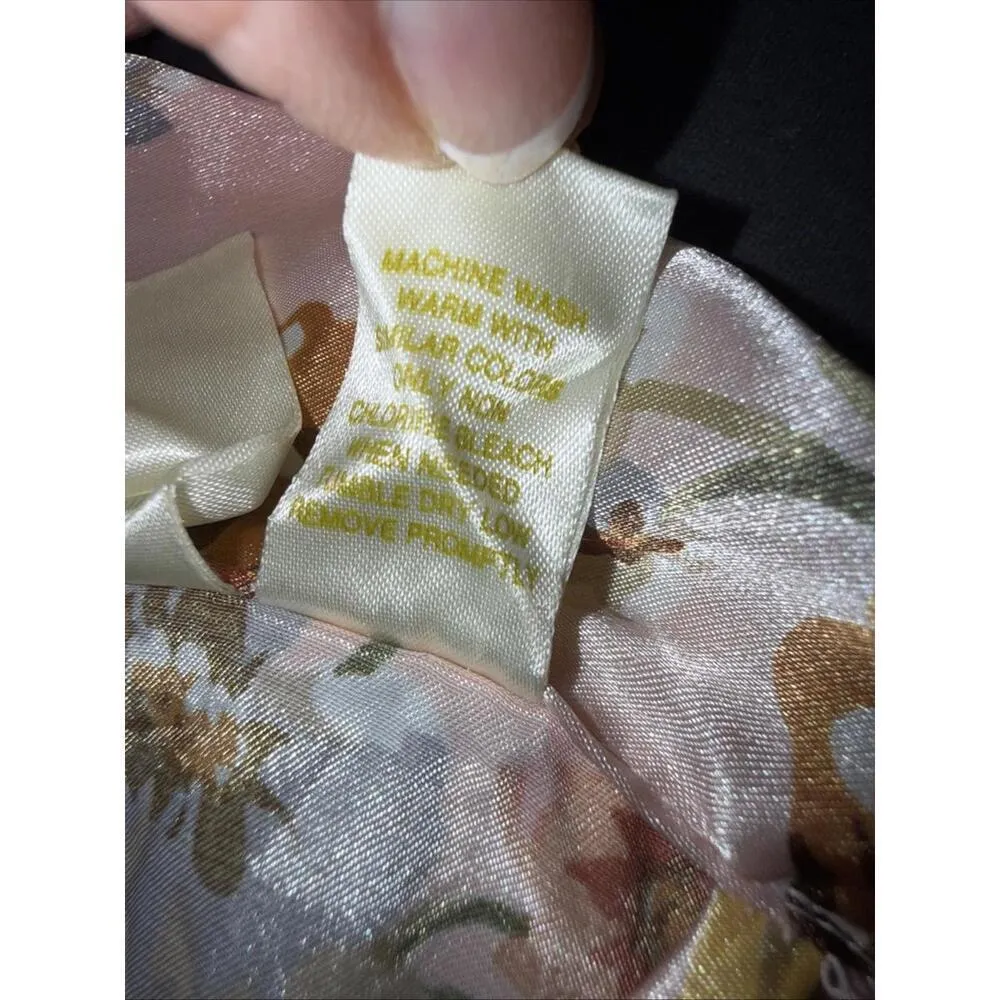 MACHINE WASH
WARM WITH
SIMILAR COLORS
ONLY NON
CHLORINE BLEACH
WHEN NEEDED
TUMBLE DRY LOW
REMOVE PROMPTLY